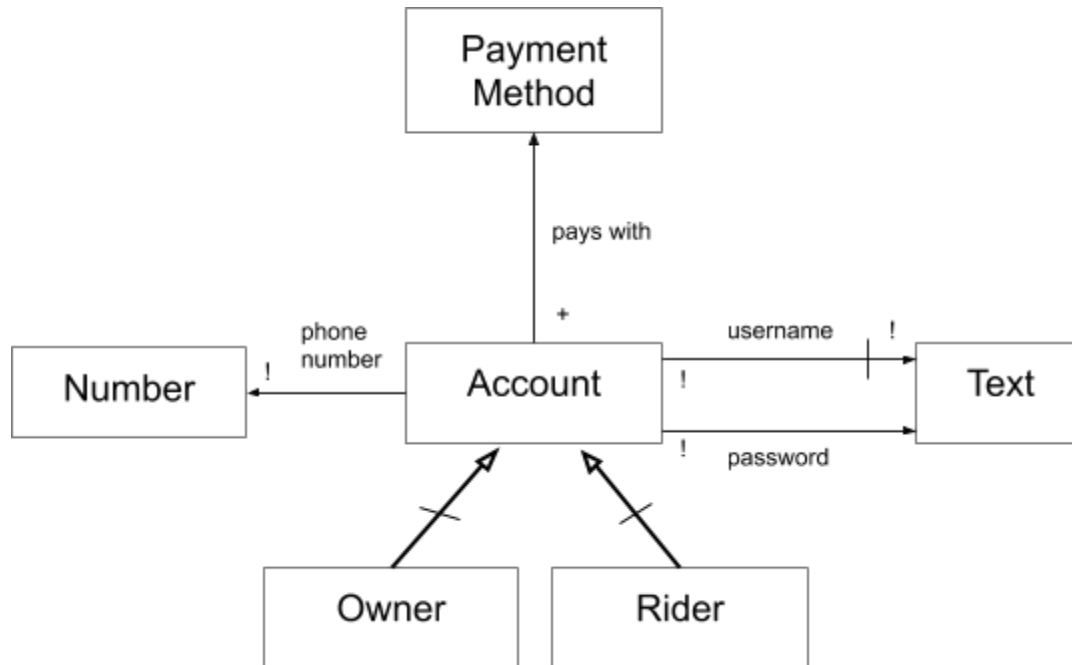 Payment
Method
pays with
+
phone
number
!
Number
Account
username
!
!
Text
!
password
Owner
Rider